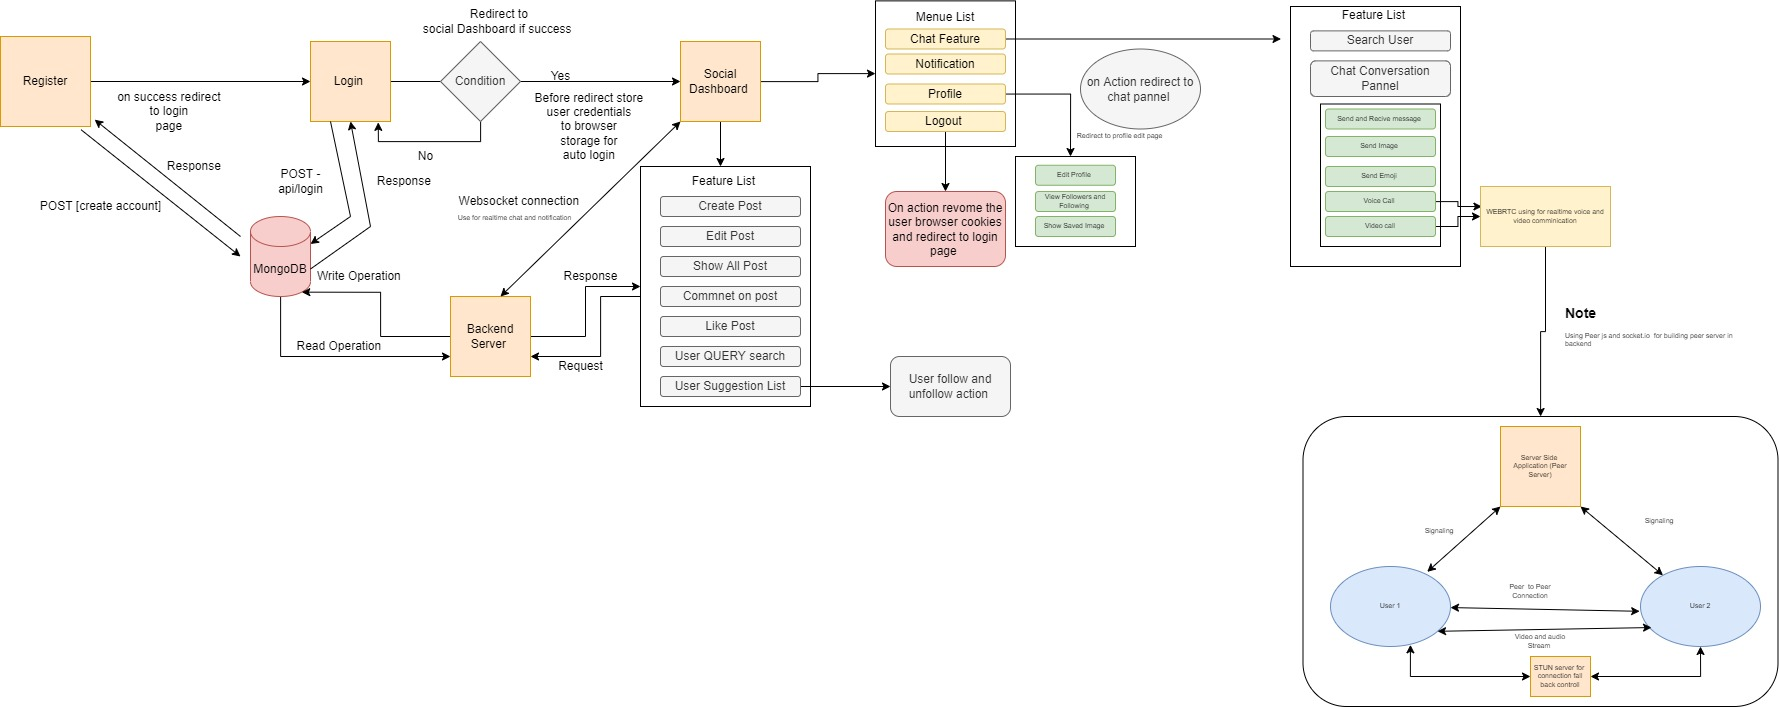 Register
on success redirect
to login
page
Response
POST [create account]
MongoDB
Login
POST -
api/login
Response
Redirect to
social Dashboard if success
Condition
No
Yes
Before redirect store
user credentials
to browser
storage for
auto login
Social
Dashboard
Websocket connection
Use for realtime chat and notification
Write Operation
Read Operation
Backend
Server
Response
Request
Feature List
Create Post
Edit Post
Show All Post
Commnet on post
Like Post
User QUERY search
User Suggestion List
User follow and
unfollow action
Menue List
Chat Feature
Notification
Profile
Logout
On action revome the
user browser cookies
and redirect to login
page
on Action redirect to
chat pannel
Redirect to profile edit page
Edit Profile
View Followers and
Following
Show Saved Image
Feature List
Search User
Chat Conversation
Pannel
Send and Recive message
Send Image
Send Emoji
Voice Call
Video call
WEBRTC using for realtime voice and
video comminication
Note
Using Peer js and socket.io for building peer server in
backend
Server Side
Application (Peer
Server)
Signaling
Signaling
User 1
User 2
Peer to Peer
Connection
Video and audio
Stream
STUN server for
connection fall
back controll